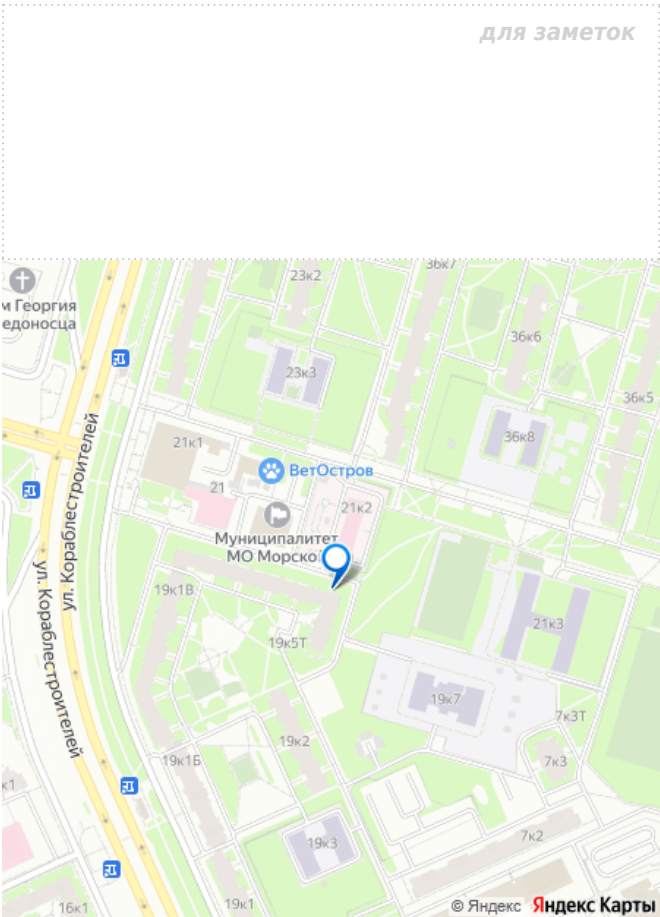 для заметок
23к2
36к7
м Георгия
едоносца
36к6
23к3
36к5
ул. Кораблестроителей
21к1
36к8
ВетОстров
21
21к2
Муниципалитет
МО Морской
19к1В
ул. Кораблестроителей
21к3
19к5Т
19к7
7к3Т
19к2
19к1Б
7к3
к1
7к2
19к3
19к1
16к1
© Яндекс Яндекс Карты